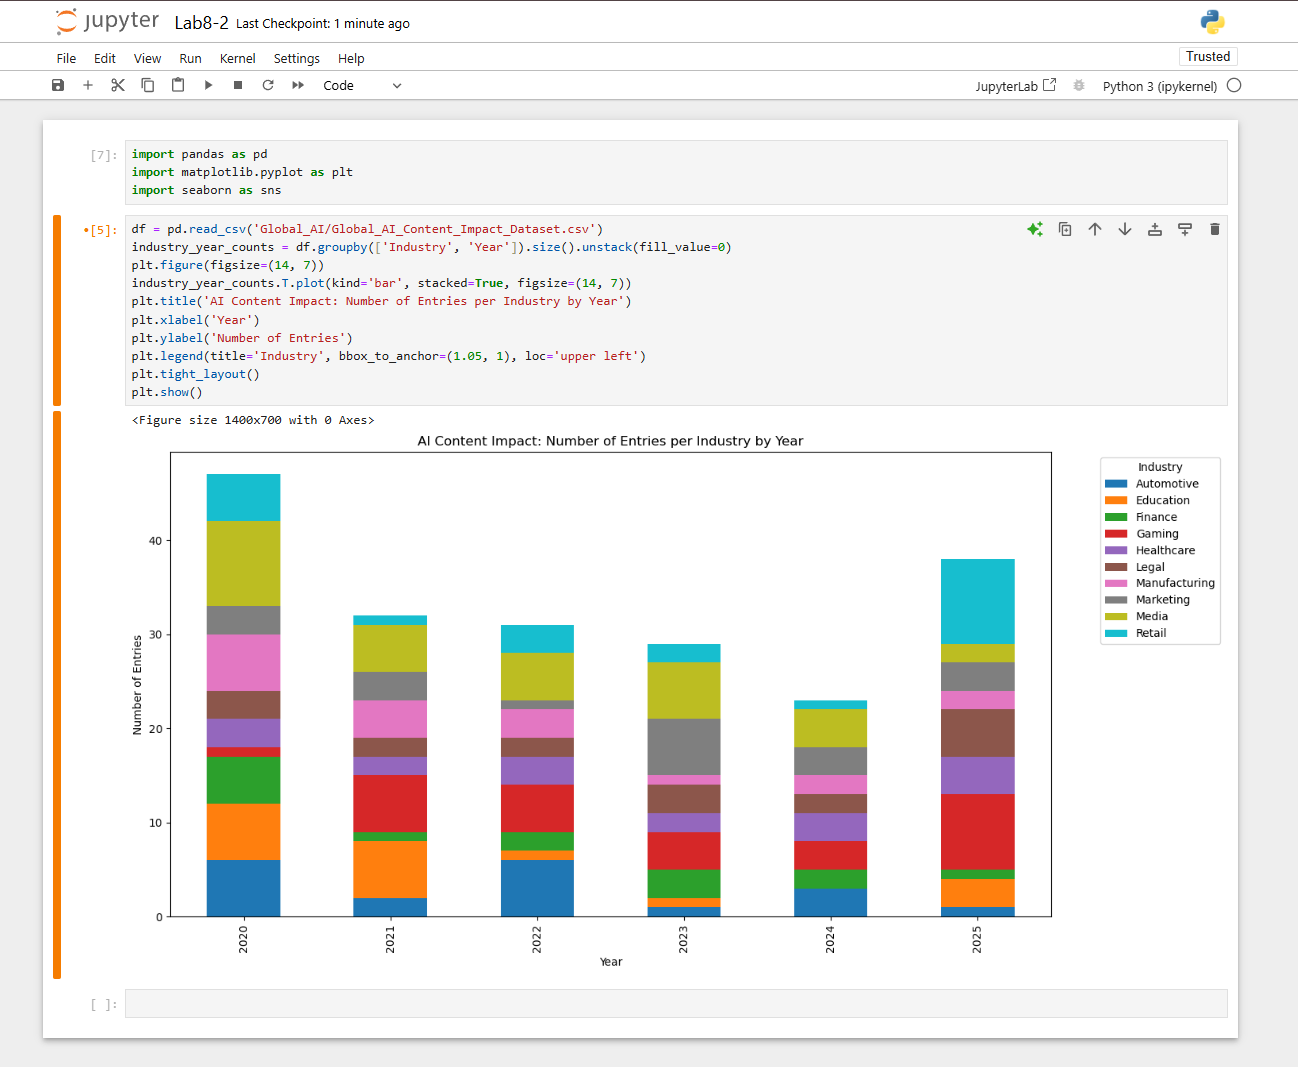 jupyter Lab8-2 Last Checkpoint: 1 minute ago
File Edit View Run Kernel Settings Help
Trusted
Code
JupyterLab
Python 3 (ipykernel)
[7]:
import pandas as pd
import matplotlib.pyplot as plt
import seaborn as sns
•[5]:
df = pd.read_csv('Global_AI/Global_AI_Content_Impact_Dataset.csv')
industry_year_counts = df.groupby(['Industry', 'Year']).size().unstack(fill_value=0)
plt.figure(figsize=(14, 7))
industry_year_counts.T.plot(kind='bar', stacked=True, figsize=(14, 7))
plt.title('AI Content Impact: Number of Entries per Industry by Year')
plt.xlabel('Year')
plt.ylabel('Number of Entries')
plt.legend(title='Industry', bbox_to_anchor=(1.05, 1), loc='upper left')
plt.tight_layout()
plt.show()
<Figure size 1400x700 with 0 Axes>
AI Content Impact: Number of Entries per Industry by Year
Number of Entries
40
30
20
10
0
2020
2021
2022
2023
2024
2025
Year
Industry
Automotive
Education
Finance
Gaming
Healthcare
Legal
Manufacturing
Marketing
Media
Retail
[ ]: